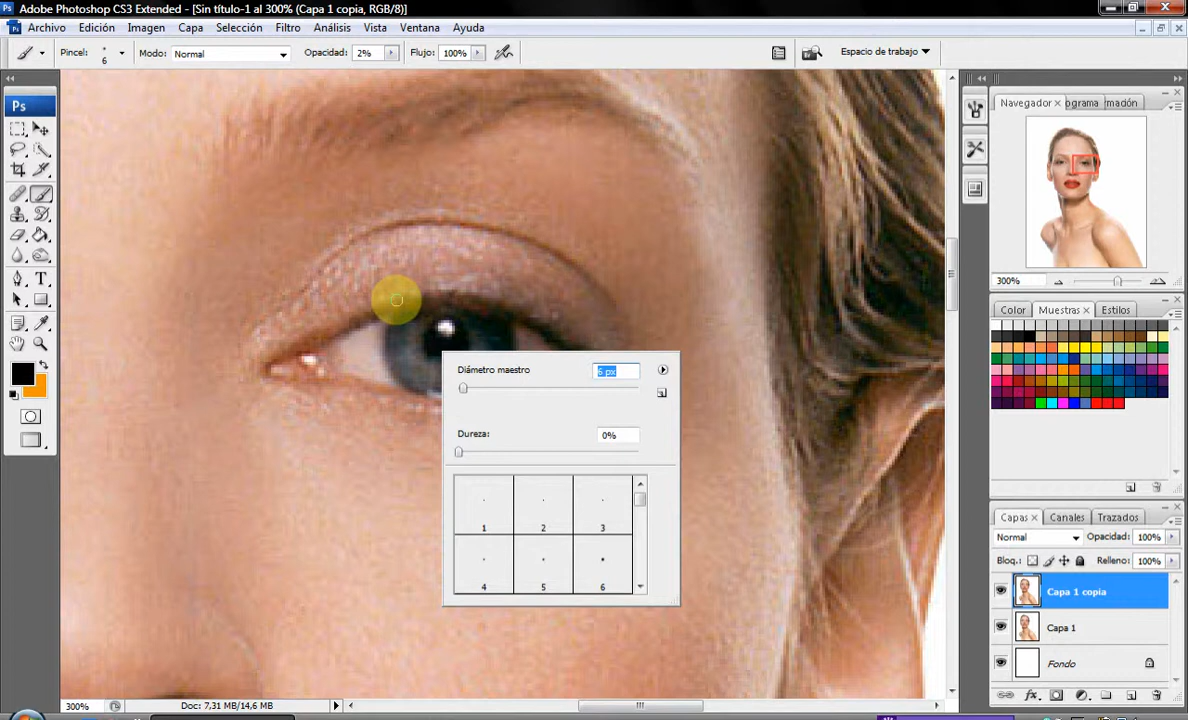 Adobe Photoshop CS3 Extended - [Sin título-1 al 300% (Capa 1 copia, RGB/8)]
Archivo Edición Imagen Capa Selección Filtro Análisis Vista Ventana Ayuda
Pincel: 6 Modo: Normal Opacidad: 2% Flujo: 100% Espacio de trabajo
Ps
Navegador ograma mación
300%
Color Muestras Estilos
Diámetro maestro 6 px
Dureza: 0%
1 2 3
4 5 6
Capas Canales Trazados
Normal Opacidad: 100%
Bloq.: Relleno: 100%
Capa 1 copia
Capa 1
Fondo
300% Doc: 7,31 MB/14,6 MB